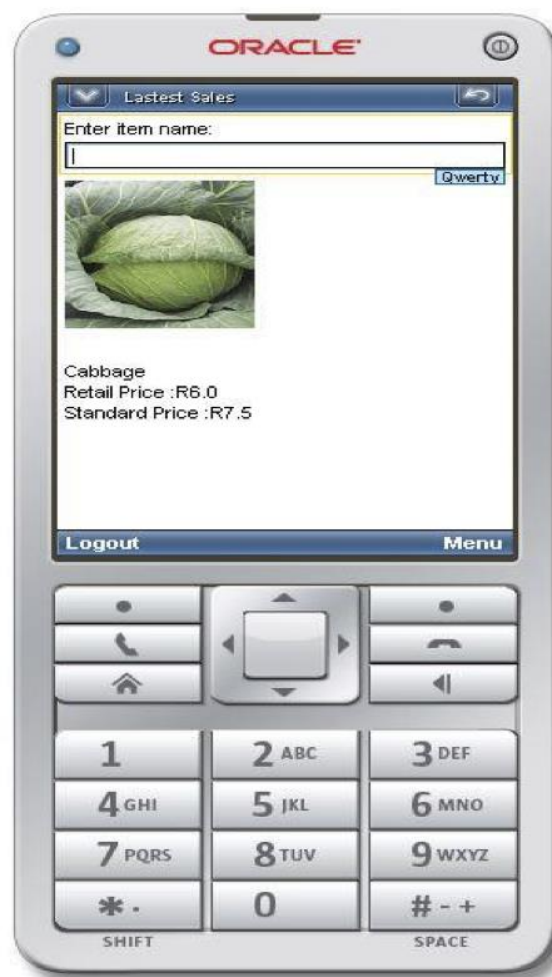 ORACLE
Lastest Sales
Enter item name:
Qwerty
Cabbage
Retail Price :R6.0
Standard Price :R7.5
Logout Menu
1 2 ABC 3 DEF
4 GHI 5 JKL 6 MNO
7 PQRS 8 TUV 9 WXYZ
* . 0 # - +
SHIFT SPACE